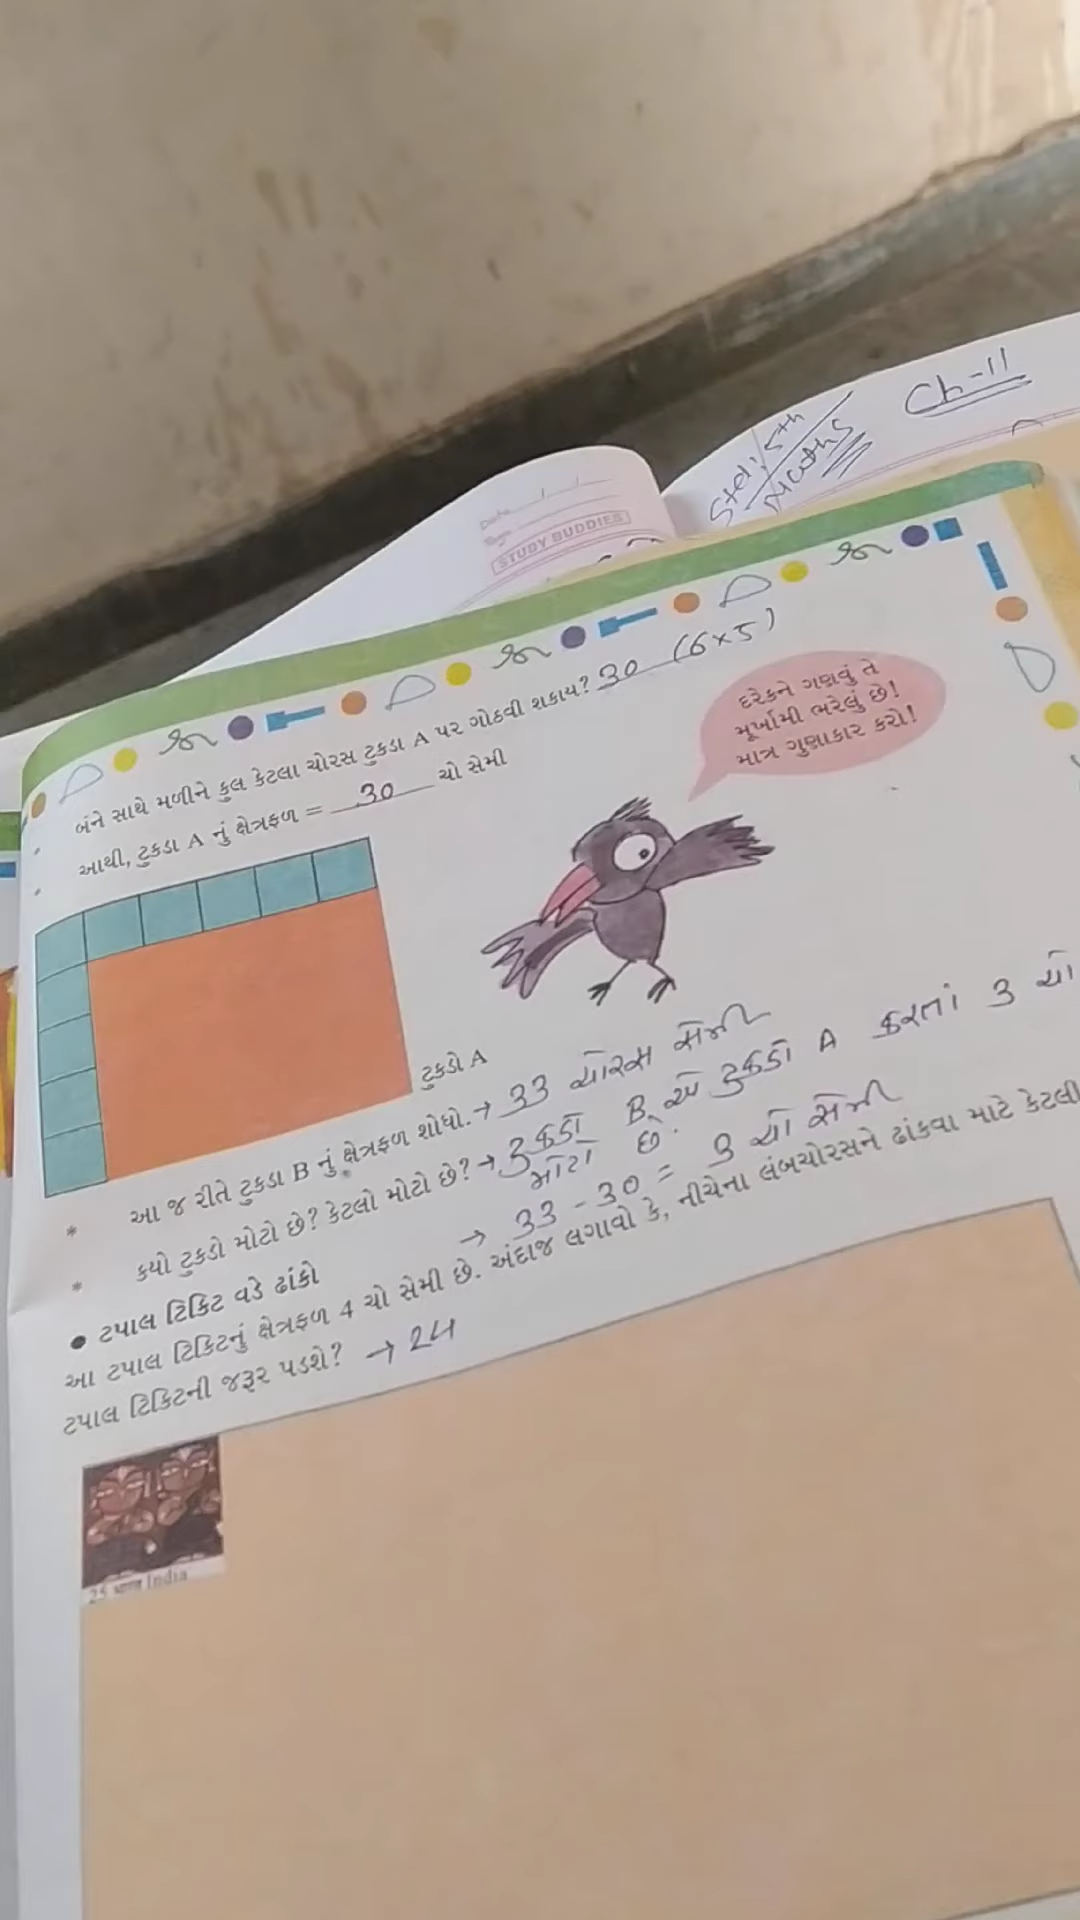 Ch-11
Std: 5th
Maths
Date
STUDY BUDDIES
બંને સાથે મળીને કુલ કેટલા ચોરસ ટુકડા A પર ગોઠવી શકાય? 30 (6×5)
આથી, ટુકડા A નું ક્ષેત્રફળ = 30 ચો સેમી
દરેકને ગણવું તે
મૂર્ખામી ભરેલું છે!
માત્ર ગુણાકાર કરો!
ટુકડો A
* આ જ રીતે ટુકડા B નું ક્ષેત્રફળ શોધો. → 33 ચોરસ સેમી
* કયો ટુકડો મોટો છે? કેટલો મોટો છે? → ટુકડો B એ ટુકડા A કરતાં 3 ચો
મોટો છે.
→ 33 - 30 = 3 ચો સેમી
● ટપાલ ટિકિટ વડે ઢાંકો
આ ટપાલ ટિકિટનું ક્ષેત્રફળ 4 ચો સેમી છે. અંદાજ લગાવો કે, નીચેના લંબચોરસને ઢાંકવા માટે કેટલી
ટપાલ ટિકિટની જરૂર પડશે? → 24
25 India